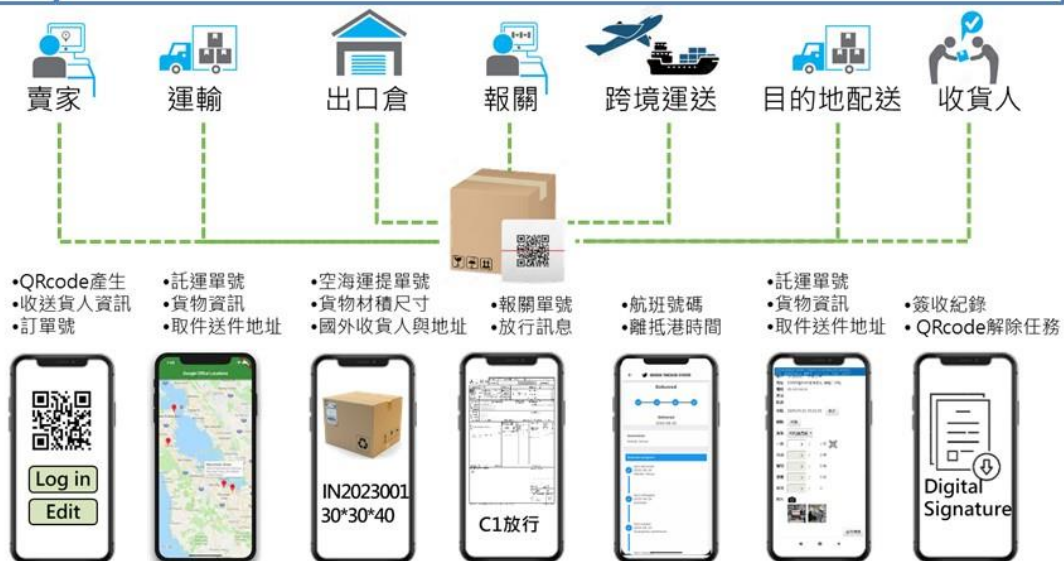 賣家
運輸
出口倉
報關
跨境運送
目的地配送
收貨人
•QRcode產生
•收送貨人資訊
•訂單號
•託運單號
•貨物資訊
•取件送件地址
•空海運提單號
•貨物材積尺寸
•國外收貨人與地址
•報關單號
•放行訊息
•航班號碼
•離抵港時間
•託運單號
•貨物資訊
•取件送件地址
•簽收紀錄
•QRcode解除任務
Log in
Edit
Google Office Locations
IN2023001
30*30*40
C1放行
Delivered
Digital
Signature